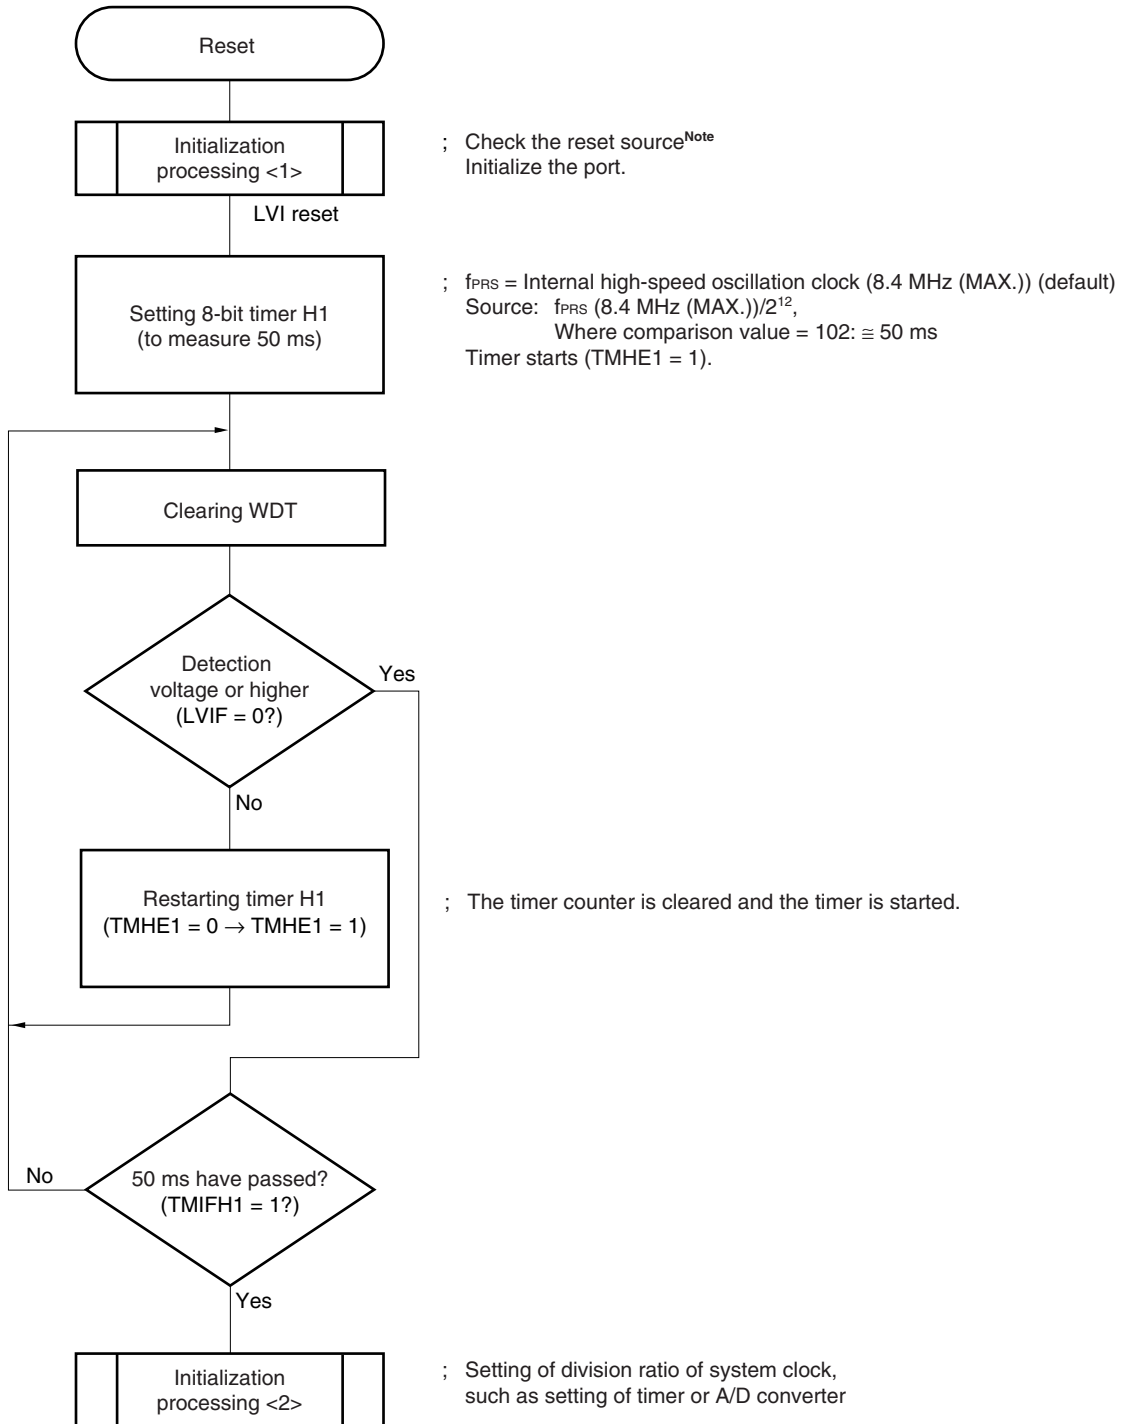 Reset
Initialization
processing <1>
; Check the reset sourceNote
Initialize the port.
LVI reset
Setting 8-bit timer H1
(to measure 50 ms)
; fPRS = Internal high-speed oscillation clock (8.4 MHz (MAX.)) (default)
Source: fPRS (8.4 MHz (MAX.))/2¹²,
Where comparison value = 102: ≅ 50 ms
Timer starts (TMHE1 = 1).
Clearing WDT
Detection
voltage or higher
(LVIF = 0?)
Yes
No
Restarting timer H1
(TMHE1 = 0 → TMHE1 = 1)
; The timer counter is cleared and the timer is started.
50 ms have passed?
(TMIFH1 = 1?)
No
Yes
Initialization
processing <2>
; Setting of division ratio of system clock,
such as setting of timer or A/D converter